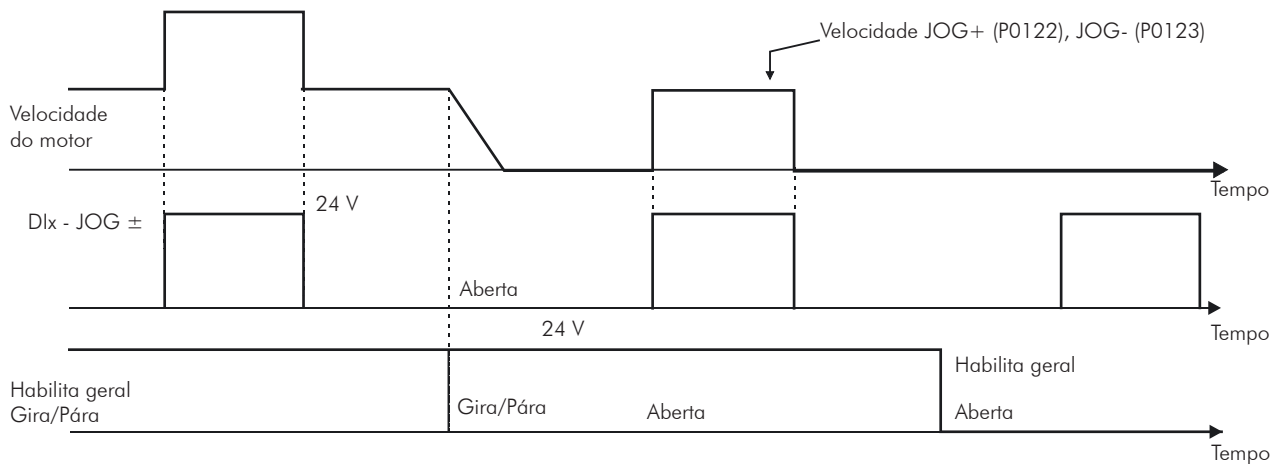 Velocidade JOG+ (P0122), JOG- (P0123)
Velocidade
do motor
Tempo
24 V
DIx - JOG ±
Aberta
Tempo
24 V
Habilita geral
Habilita geral
Gira/Pára
Gira/Pára
Aberta
Aberta
Tempo